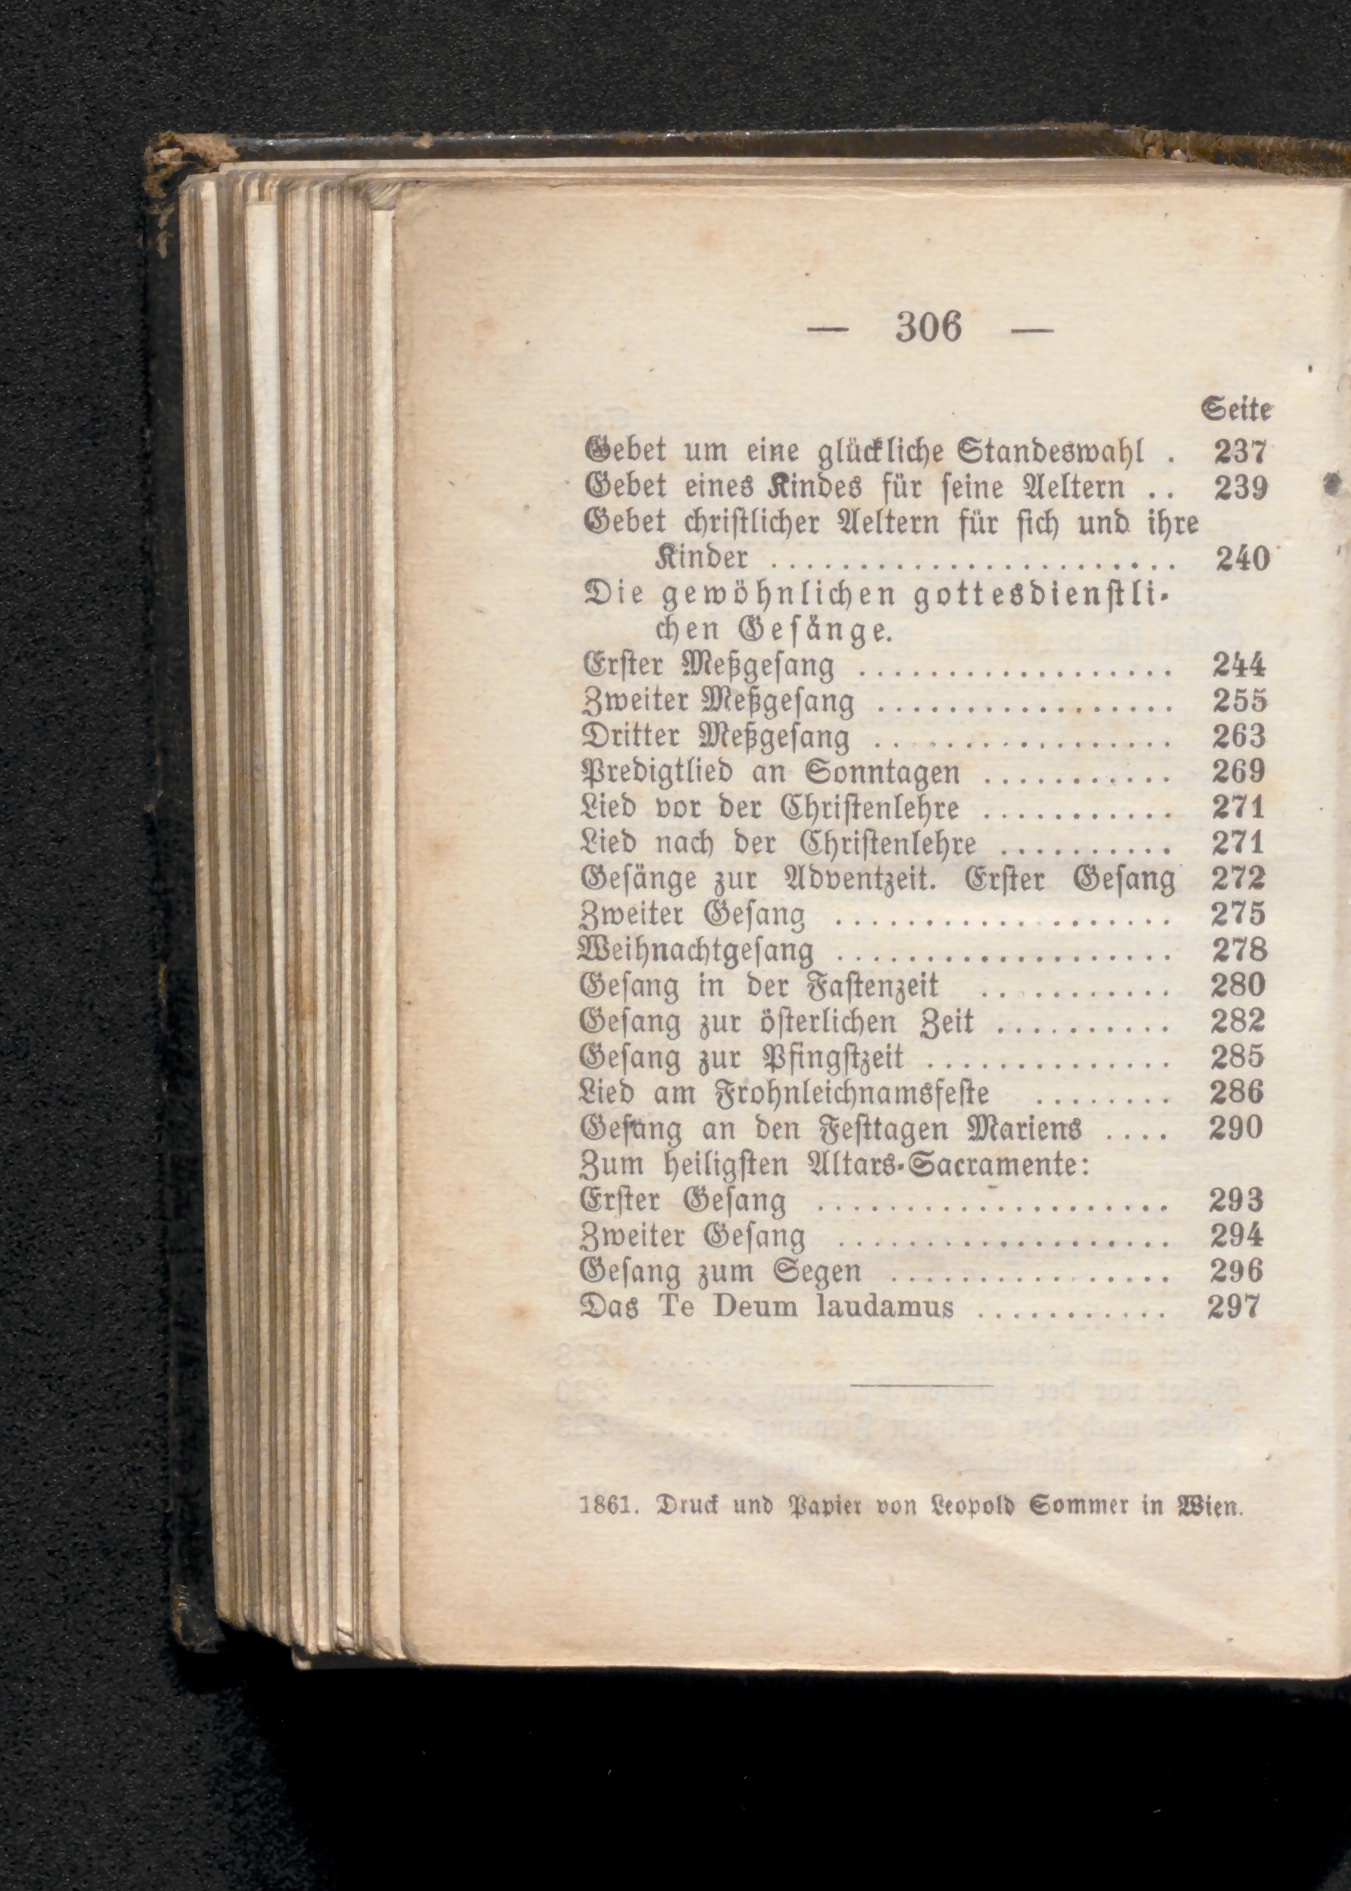 — 306 —
Seite
Gebet um eine glückliche Standeswahl . 237
Gebet eines Kindes für seine Aeltern . . 239
Gebet christlicher Aeltern für sich und ihre
Kinder . . . . . . . . . . . . . . . . . . . . . . . 240
Die gewöhnlichen gottesdienstli-
chen Gesänge.
Erster Meßgesang . . . . . . . . . . . . . . . . . . 244
Zweiter Meßgesang . . . . . . . . . . . . . . . . . 255
Dritter Meßgesang . . . . . . . . . . . . . . . . . 263
Predigtlied an Sonntagen . . . . . . . . . . . 269
Lied vor der Christenlehre . . . . . . . . . . . 271
Lied nach der Christenlehre . . . . . . . . . . 271
Gesänge zur Adventzeit. Erster Gesang 272
Zweiter Gesang . . . . . . . . . . . . . . . . . . . 275
Weihnachtgesang . . . . . . . . . . . . . . . . . . . 278
Gesang in der Fastenzeit . . . . . . . . . . . 280
Gesang zur österlichen Zeit . . . . . . . . . . 282
Gesang zur Pfingstzeit . . . . . . . . . . . . . . 285
Lied am Frohnleichnamsfeste . . . . . . . . 286
Gesang an den Festtagen Mariens . . . . 290
Zum heiligsten Altars-Sacramente:
Erster Gesang . . . . . . . . . . . . . . . . . . . . 293
Zweiter Gesang . . . . . . . . . . . . . . . . . . . 294
Gesang zum Segen . . . . . . . . . . . . . . . . 296
Das Te Deum laudamus . . . . . . . . . . . 297
1861. Druck und Papier von Leopold Sommer in Wien.